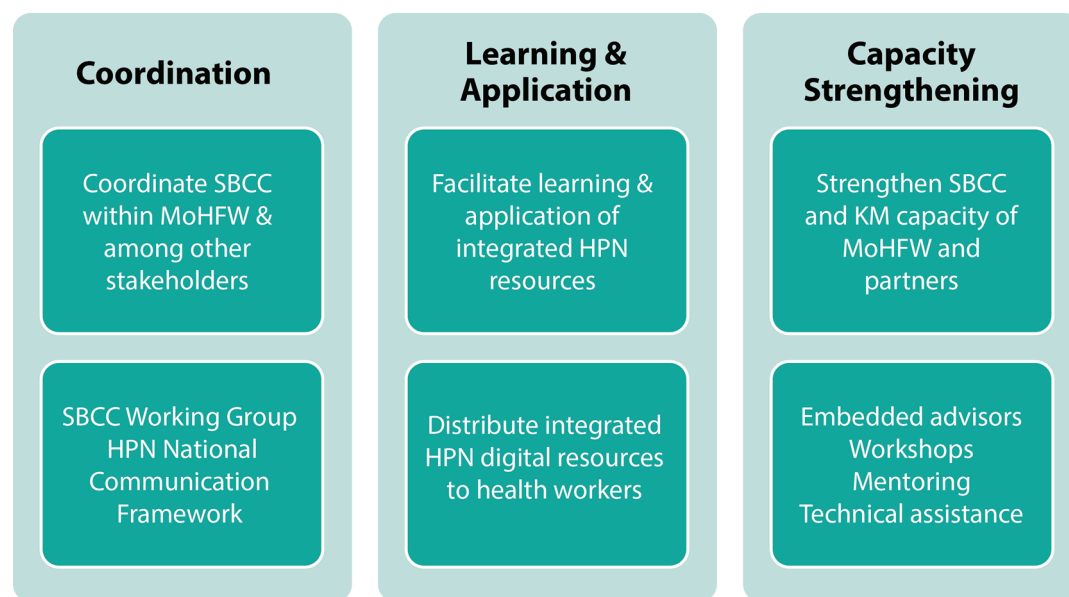 Coordination
Coordinate SBCC
within MoHFW &
among other
stakeholders
SBCC Working Group
HPN National
Communication
Framework
Learning &
Application
Facilitate learning &
application of
integrated HPN
resources
Distribute integrated
HPN digital resources
to health workers
Capacity
Strengthening
Strengthen SBCC
and KM capacity of
MoHFW and
partners
Embedded advisors
Workshops
Mentoring
Technical assistance